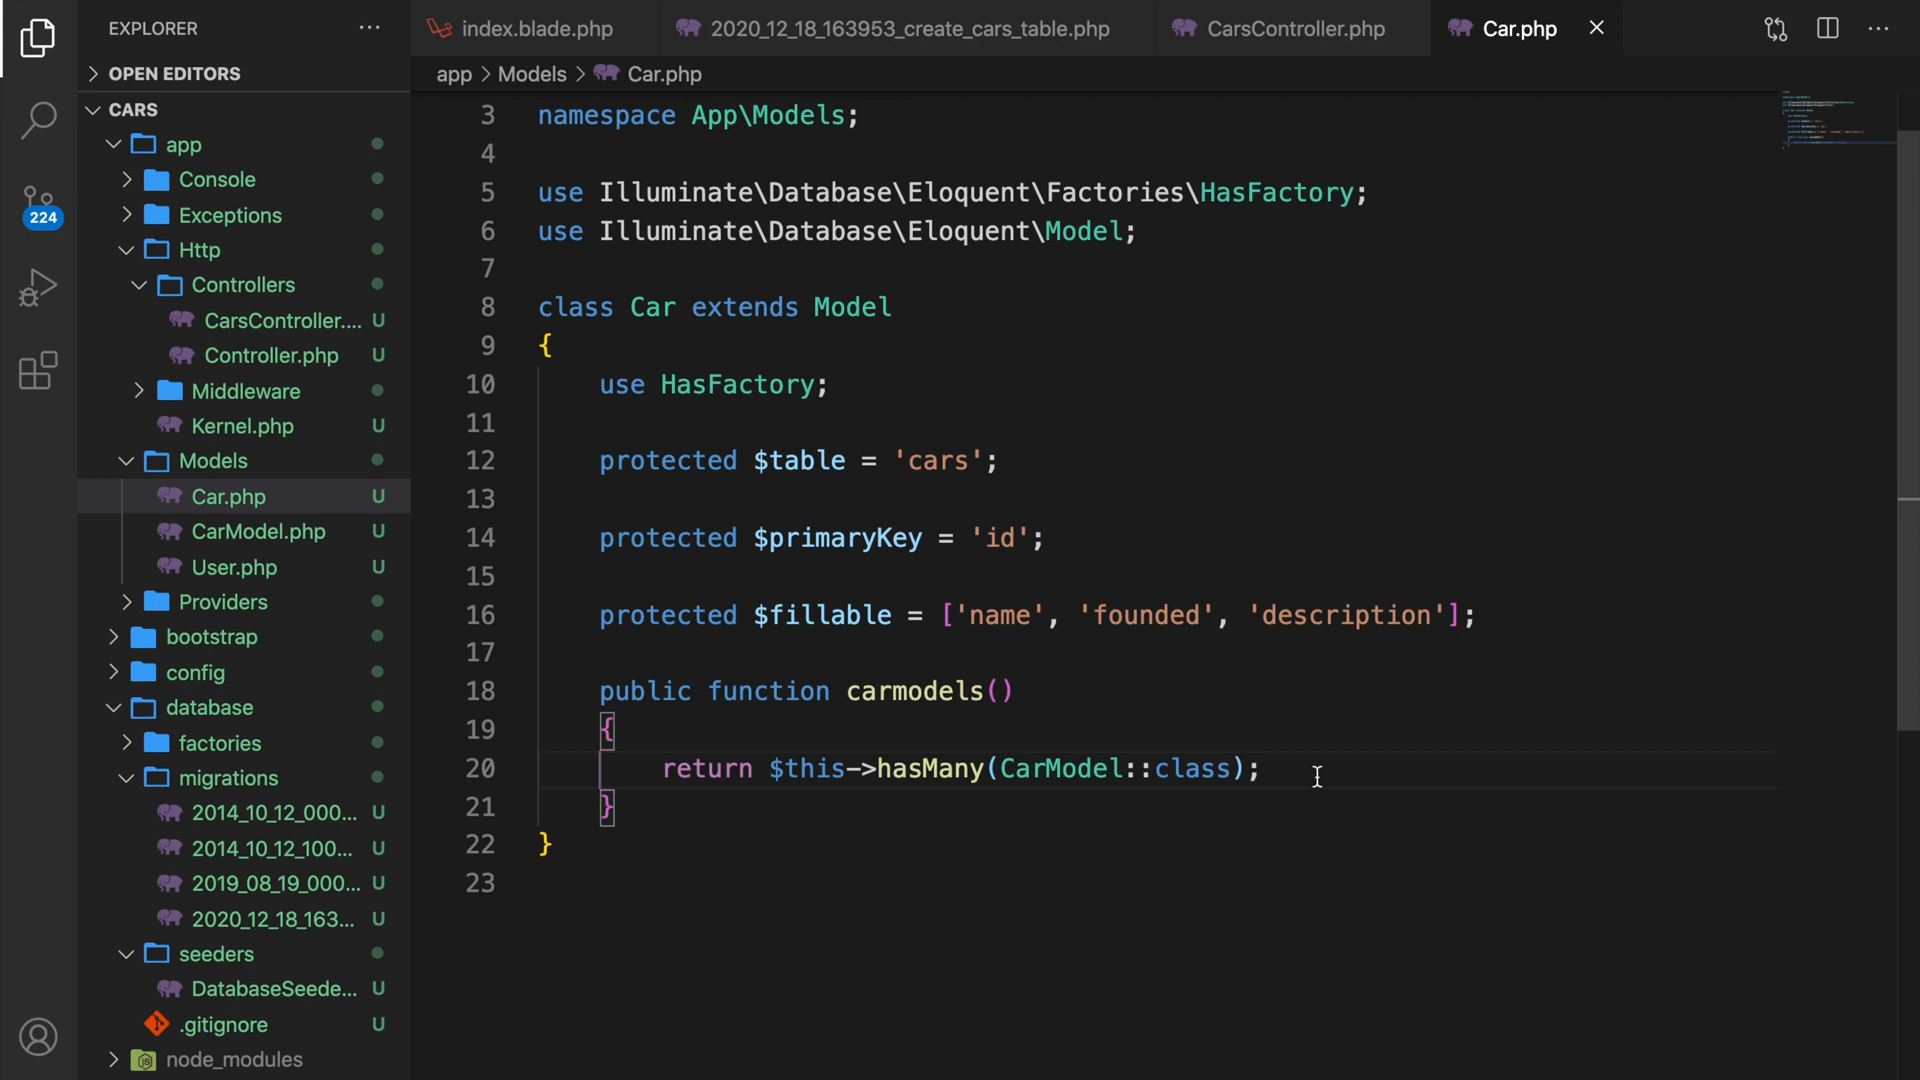 EXPLORER
OPEN EDITORS
CARS
app
Console
Exceptions
Http
Controllers
CarsController.... U
Controller.php U
Middleware
Kernel.php U
Models
Car.php U
CarModel.php U
User.php U
Providers
bootstrap
config
database
factories
migrations
2014_10_12_000... U
2014_10_12_100... U
2019_08_19_000... U
2020_12_18_163... U
seeders
DatabaseSeede... U
.gitignore U
node_modules
224
index.blade.php
2020_12_18_163953_create_cars_table.php
CarsController.php
Car.php
app > Models > Car.php
3 namespace App\Models;
4
5 use Illuminate\Database\Eloquent\Factories\HasFactory;
6 use Illuminate\Database\Eloquent\Model;
7
8 class Car extends Model
9 {
10 use HasFactory;
11
12 protected $table = 'cars';
13
14 protected $primaryKey = 'id';
15
16 protected $fillable = ['name', 'founded', 'description'];
17
18 public function carmodels()
19 {
20 return $this->hasMany(CarModel::class);
21 }
22 }
23